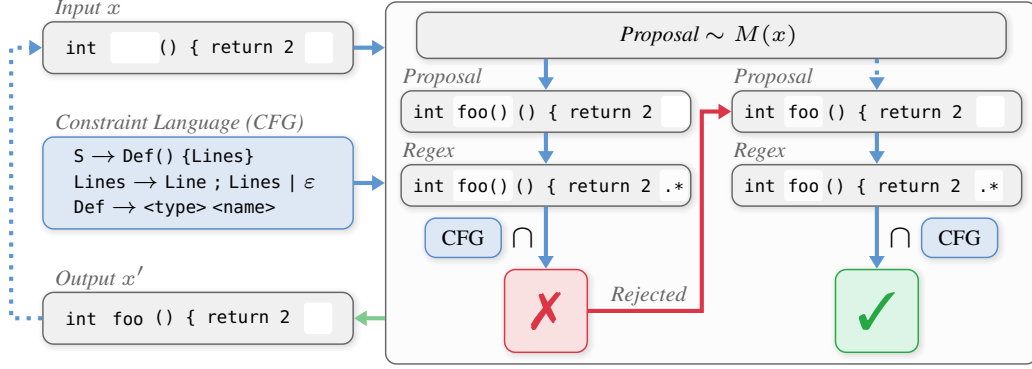 Input x
int () { return 2
Constraint Language (CFG)
S → Def() {Lines}
Lines → Line ; Lines | ε
Def → <type> <name>
Output x′
int foo () { return 2
Proposal ∼ M(x)
Proposal
int foo() () { return 2
Regex
int foo() () { return 2 .*
CFG ∩
✗
Rejected
Proposal
int foo () { return 2
Regex
int foo () { return 2 .*
∩ CFG
✓